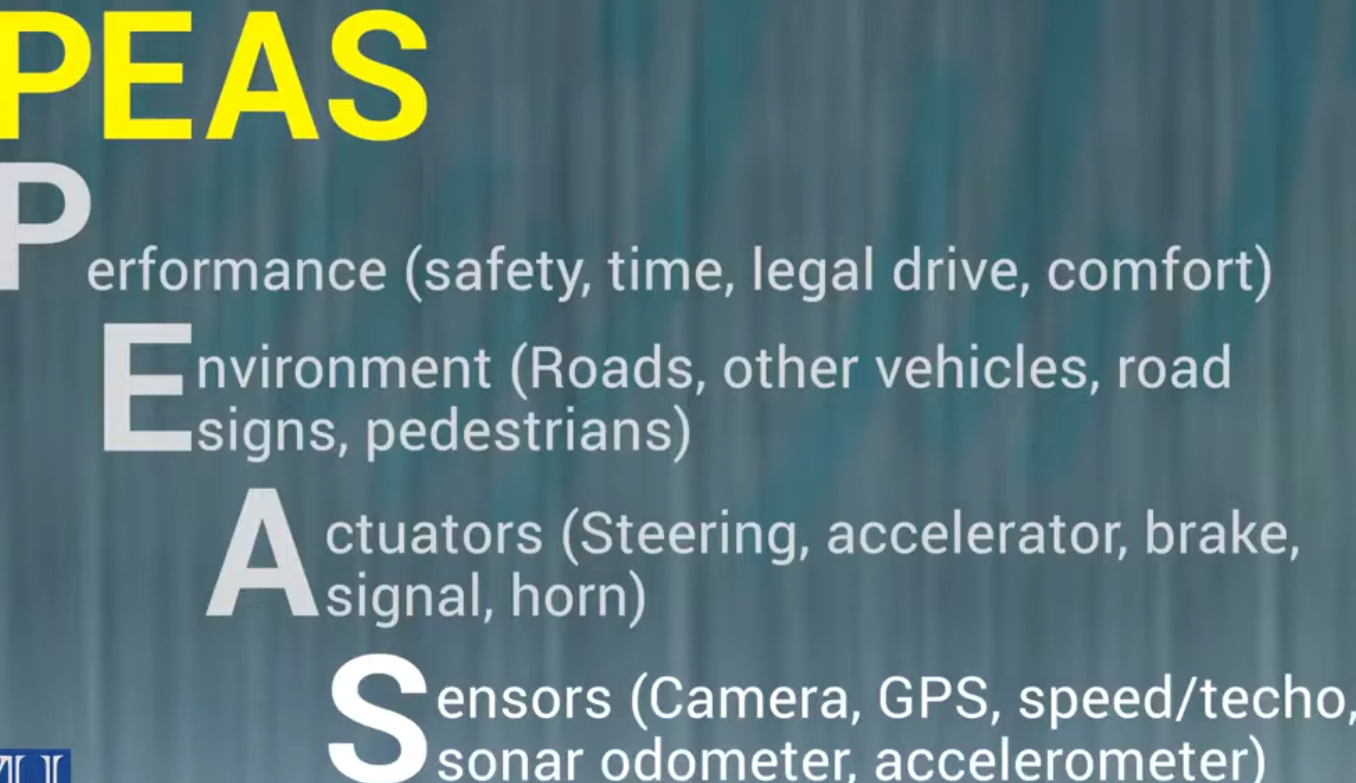 PEAS
Performance (safety, time, legal drive, comfort)
Environment (Roads, other vehicles, road
signs, pedestrians)
Actuators (Steering, accelerator, brake,
signal, horn)
Sensors (Camera, GPS, speed/techo,
sonar odometer, accelerometer)